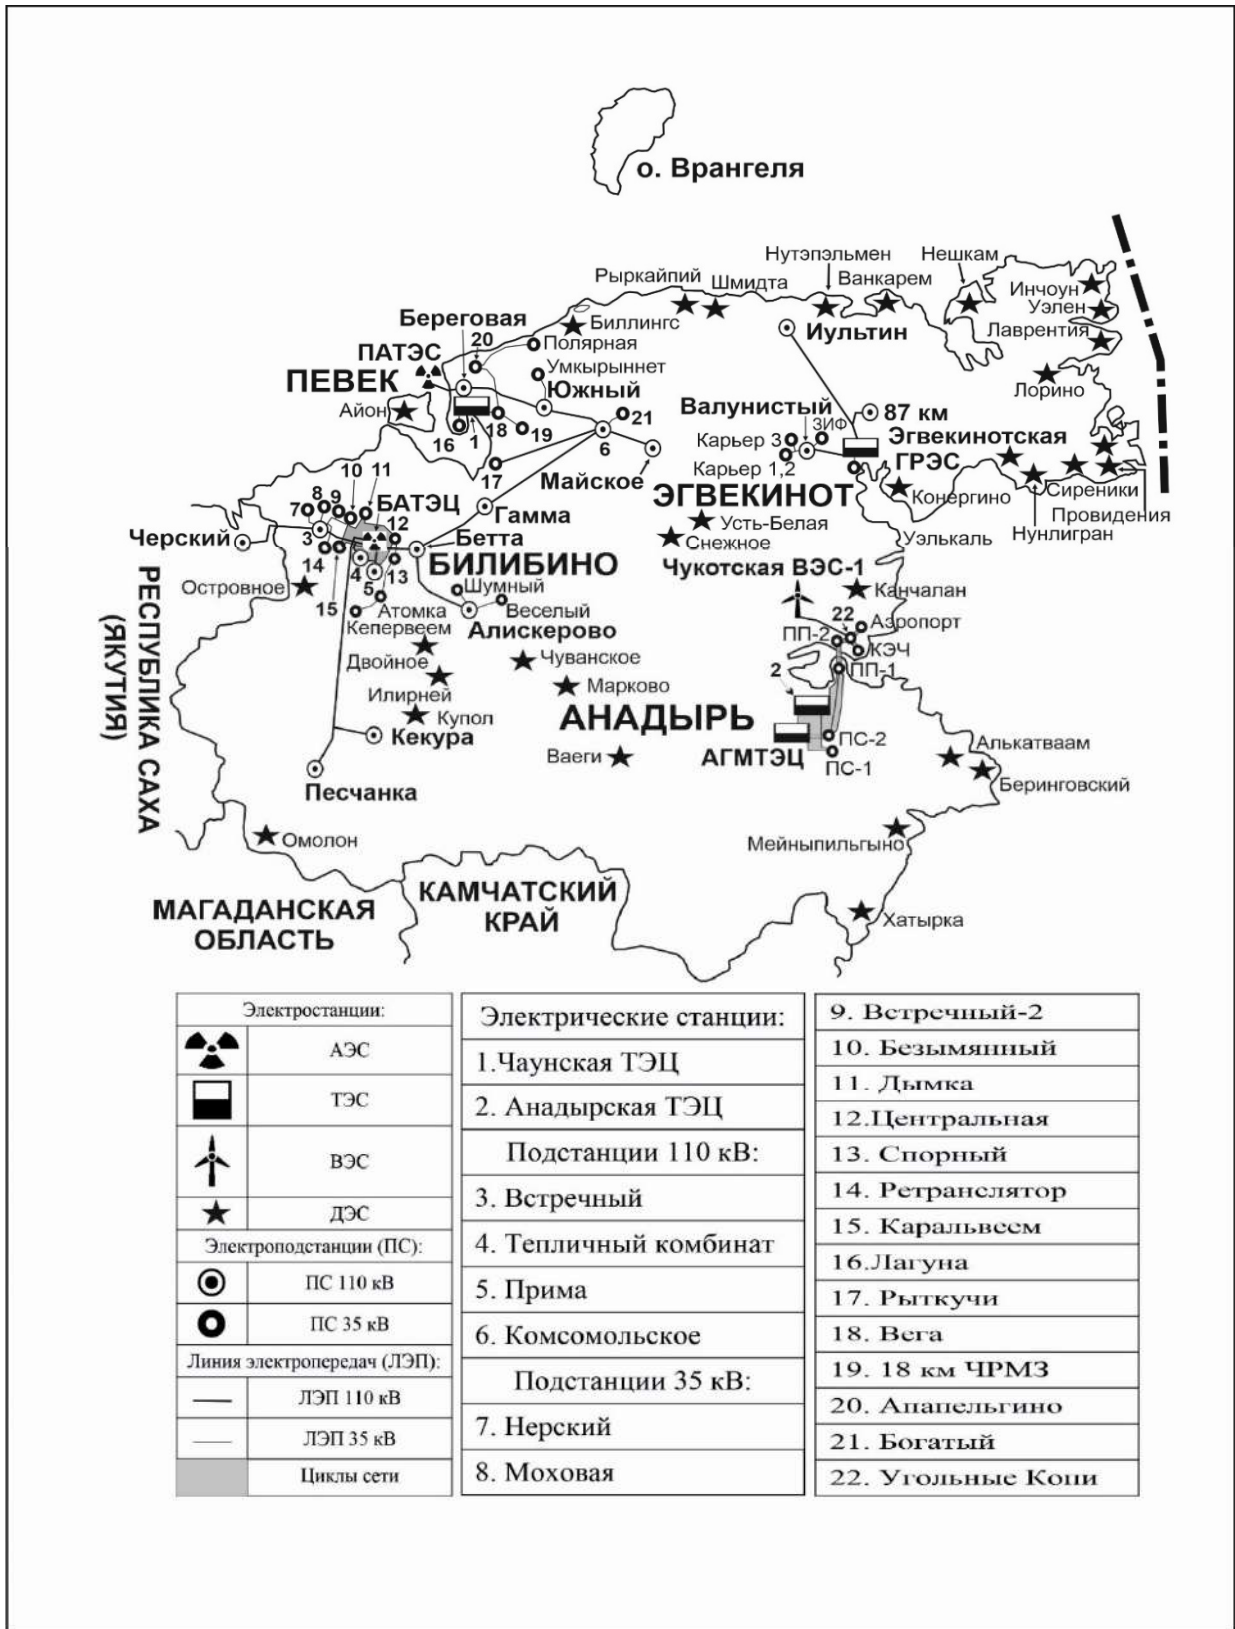 о. Врангеля
Нутэпэльмен
Нешкам
Рыркайпий
Шмидта
Ванкарем
Инчоун
Уэлен
Лаврентия
Береговая
20
Биллингс
Полярная
Иультин
ПАТЭС
ПЕВЕК
Умкырыннет
Южный
Лорино
Айон
16
1
18
19
21
6
17
Валунистый
ЗИФ
87 км
Карьер 3
Карьер 1,2
Эгвекинотская
ГРЭС
Майское
ЭГВЕКИНОТ
Конергино
Сиреники
Провидения
Нунлигран
10
11
8
9
7
БАТЭЦ
12
Гамма
Усть-Белая
Снежное
Уэлькаль
Черский
3
14
4
5
13
15
Бетта
БИЛИБИНО
Чукотская ВЭС-1
Островное
Шумный
Веселый
Канчалан
Атомка
Кепервеем
Алискерово
22
Аэропорт
ПП-2
КЭЧ
ПП-1
РЕСПУБЛИКА САХА
(ЯКУТИЯ)
Двойное
Чуванское
Илирней
Марково
2
Купол
АНАДЫРЬ
Кекура
ПС-2
Ваеги
АГМТЭЦ
ПС-1
Алькатваам
Беринговский
Песчанка
Омолон
Мейныпильгыно
МАГАДАНСКАЯ
ОБЛАСТЬ
КАМЧАТСКИЙ
КРАЙ
Хатырка
Электростанции:
АЭС
ТЭС
ВЭС
ДЭС
Электроподстанции (ПС):
ПС 110 кВ
ПС 35 кВ
Линия электропередач (ЛЭП):
ЛЭП 110 кВ
ЛЭП 35 кВ
Циклы сети
Электрические станции:
1.Чаунская ТЭЦ
2. Анадырская ТЭЦ
Подстанции 110 кВ:
3. Встречный
4. Тепличный комбинат
5. Прима
6. Комсомольское
Подстанции 35 кВ:
7. Нерский
8. Моховая
9. Встречный-2
10. Безымянный
11. Дымка
12.Центральная
13. Спорный
14. Ретранслятор
15. Каральвеем
16.Лагуна
17. Рыткучи
18. Вега
19. 18 км ЧРМЗ
20. Апапельгино
21. Богатый
22. Угольные Копи